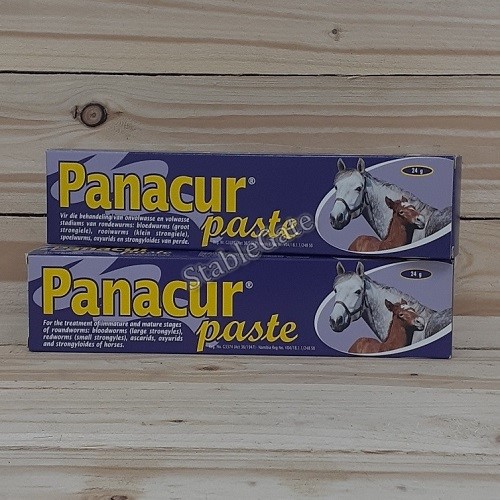 Panacur®
paste
24 g
Vir die behandeling van onvolwasse en volwasse
stadiums van rondewurms: bloedwurms (groot
strongiele), rooiwurms (klein strongiele),
spoelwurms, oxyurids en strongyloides van perde.
StableCare
Panacur®
paste
24 g
For the treatment of immature and mature stages
of roundworms: bloodworms (large strongyles),
redworms (small strongyles), ascarids, oxyurids
and strongyloides of horses.